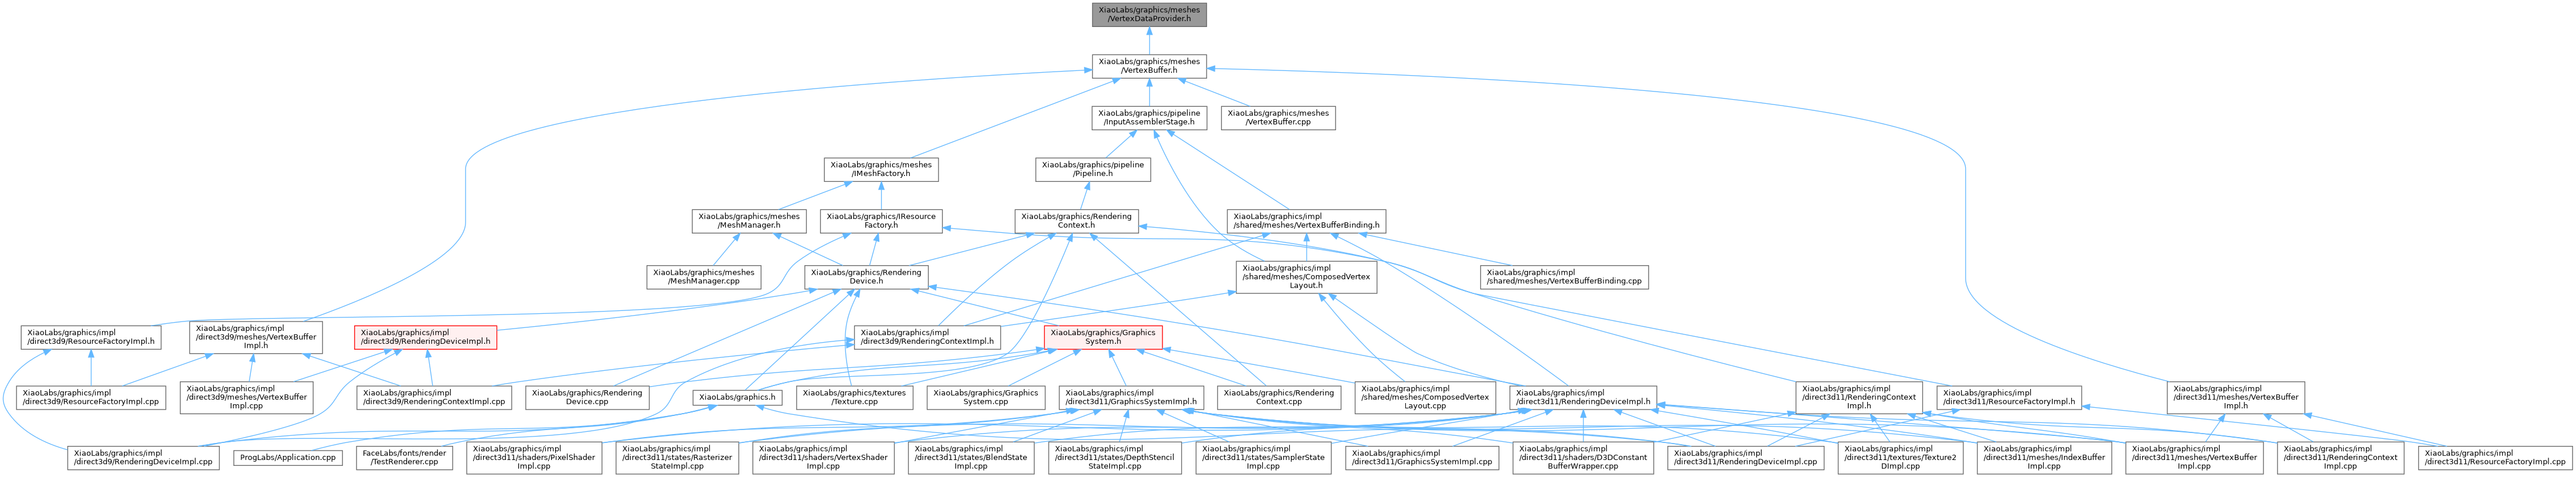 XiaoLabs/graphics/meshes
/VertexDataProvider.h
XiaoLabs/graphics/meshes
/VertexBuffer.h
XiaoLabs/graphics/pipeline
/InputAssemblerStage.h
XiaoLabs/graphics/meshes
/VertexBuffer.cpp
XiaoLabs/graphics/meshes
/IMeshFactory.h
XiaoLabs/graphics/pipeline
/Pipeline.h
XiaoLabs/graphics/meshes
/MeshManager.h
XiaoLabs/graphics/IResource
Factory.h
XiaoLabs/graphics/Rendering
Context.h
XiaoLabs/graphics/impl
/shared/meshes/VertexBufferBinding.h
XiaoLabs/graphics/meshes
/MeshManager.cpp
XiaoLabs/graphics/Rendering
Device.h
XiaoLabs/graphics/impl
/shared/meshes/ComposedVertex
Layout.h
XiaoLabs/graphics/impl
/shared/meshes/VertexBufferBinding.cpp
XiaoLabs/graphics/impl
/direct3d9/ResourceFactoryImpl.h
XiaoLabs/graphics/impl
/direct3d9/meshes/VertexBuffer
Impl.h
XiaoLabs/graphics/impl
/direct3d9/RenderingDeviceImpl.h
XiaoLabs/graphics/impl
/direct3d9/RenderingContextImpl.h
XiaoLabs/graphics/Graphics
System.h
XiaoLabs/graphics/impl
/direct3d9/ResourceFactoryImpl.cpp
XiaoLabs/graphics/impl
/direct3d9/meshes/VertexBuffer
Impl.cpp
XiaoLabs/graphics/impl
/direct3d9/RenderingContextImpl.cpp
XiaoLabs/graphics/Rendering
Device.cpp
XiaoLabs/graphics.h
XiaoLabs/graphics/textures
/Texture.cpp
XiaoLabs/graphics/Graphics
System.cpp
XiaoLabs/graphics/impl
/direct3d11/GraphicsSystemImpl.h
XiaoLabs/graphics/Rendering
Context.cpp
XiaoLabs/graphics/impl
/shared/meshes/ComposedVertex
Layout.cpp
XiaoLabs/graphics/impl
/direct3d11/RenderingDeviceImpl.h
XiaoLabs/graphics/impl
/direct3d11/RenderingContext
Impl.h
XiaoLabs/graphics/impl
/direct3d11/ResourceFactoryImpl.h
XiaoLabs/graphics/impl
/direct3d11/meshes/VertexBuffer
Impl.h
XiaoLabs/graphics/impl
/direct3d9/RenderingDeviceImpl.cpp
ProgLabs/Application.cpp
FaceLabs/fonts/render
/TestRenderer.cpp
XiaoLabs/graphics/impl
/direct3d11/shaders/PixelShader
Impl.cpp
XiaoLabs/graphics/impl
/direct3d11/states/Rasterizer
StateImpl.cpp
XiaoLabs/graphics/impl
/direct3d11/shaders/VertexShader
Impl.cpp
XiaoLabs/graphics/impl
/direct3d11/states/BlendState
Impl.cpp
XiaoLabs/graphics/impl
/direct3d11/states/DepthStencil
StateImpl.cpp
XiaoLabs/graphics/impl
/direct3d11/states/SamplerState
Impl.cpp
XiaoLabs/graphics/impl
/direct3d11/GraphicsSystemImpl.cpp
XiaoLabs/graphics/impl
/direct3d11/shaders/D3DConstant
BufferWrapper.cpp
XiaoLabs/graphics/impl
/direct3d11/RenderingDeviceImpl.cpp
XiaoLabs/graphics/impl
/direct3d11/textures/Texture2
DImpl.cpp
XiaoLabs/graphics/impl
/direct3d11/meshes/IndexBuffer
Impl.cpp
XiaoLabs/graphics/impl
/direct3d11/meshes/VertexBuffer
Impl.cpp
XiaoLabs/graphics/impl
/direct3d11/RenderingContext
Impl.cpp
XiaoLabs/graphics/impl
/direct3d11/ResourceFactoryImpl.cpp